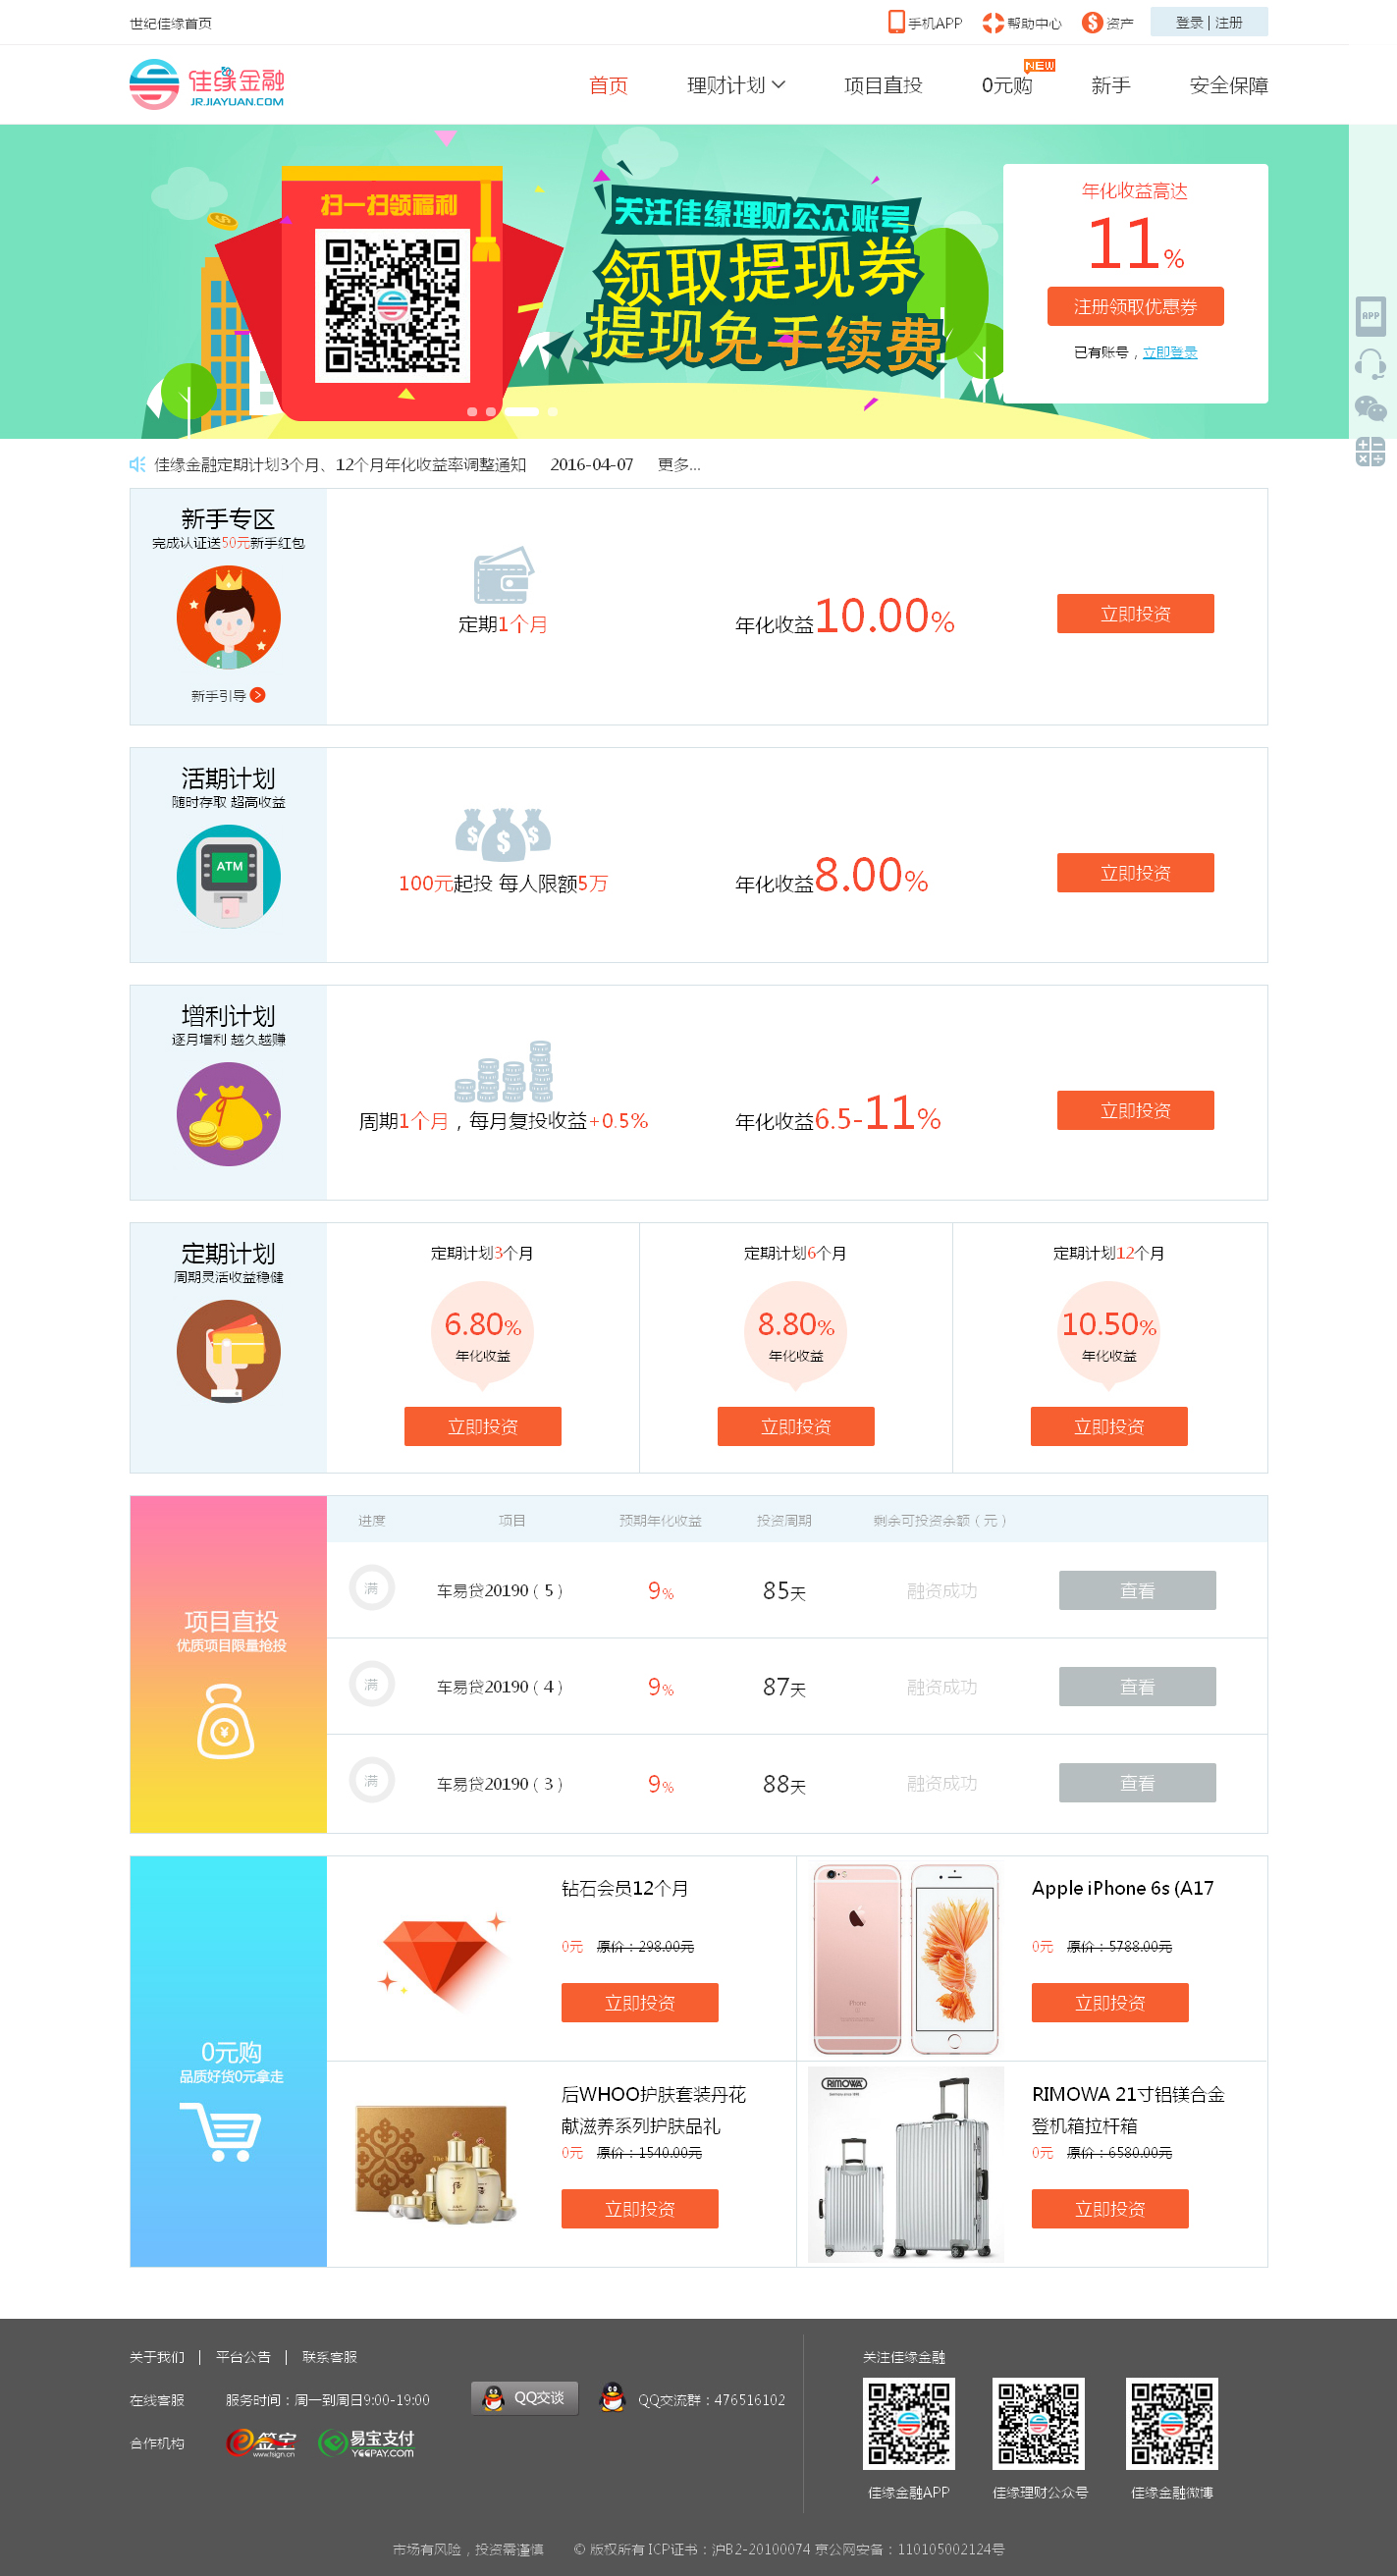 世纪佳缘首页
手机APP 帮助中心 资产 登录 | 注册
佳缘金融
JR.JIAYUAN.COM
首页 理财计划 项目直投 0元购 NEW 新手 安全保障
扫一扫领福利
关注佳缘理财公众账号
领取提现券
提现免手续费
年化收益高达
11%
注册领取优惠券
已有账号，立即登录
APP
佳缘金融定期计划3个月、12个月年化收益率调整通知 2016-04-07 更多...
新手专区
完成认证送50元新手红包
新手引导
定期1个月
年化收益10.00%
立即投资
活期计划
随时存取 超高收益
ATM
100元起投 每人限额5万
年化收益8.00%
立即投资
增利计划
逐月增利 越久越赚
周期1个月，每月复投收益+0.5%
年化收益6.5-11%
立即投资
定期计划
周期灵活收益稳健
定期计划3个月 定期计划6个月 定期计划12个月
6.80% 8.80% 10.50%
年化收益 年化收益 年化收益
立即投资 立即投资 立即投资
项目直投
优质项目限量抢投
进度 项目 预期年化收益 投资周期 剩余可投资余额（元）
满 车易贷20190（5） 9% 85天 融资成功 查看
满 车易贷20190（4） 9% 87天 融资成功 查看
满 车易贷20190（3） 9% 88天 融资成功 查看
0元购
品质好货0元拿走
钻石会员12个月
0元 原价：298.00元
立即投资
Apple iPhone 6s (A17
0元 原价：5788.00元
立即投资
iPhone
后WHOO护肤套装丹花
献滋养系列护肤品礼
0元 原价：1540.00元
立即投资
RIMOWA
RIMOWA 21寸铝镁合金
登机箱拉杆箱
0元 原价：6580.00元
立即投资
关于我们 | 平台公告 | 联系客服
在线客服 服务时间：周一到周日9:00-19:00 QQ交谈 QQ交流群：476516102
合作机构 e签宝 www.tsign.cn 易宝支付 YEEPAY.COM
关注佳缘金融
佳缘金融APP 佳缘理财公众号 佳缘金融微博
市场有风险，投资需谨慎 © 版权所有 ICP证书：沪B2-20100074 京公网安备：110105002124号